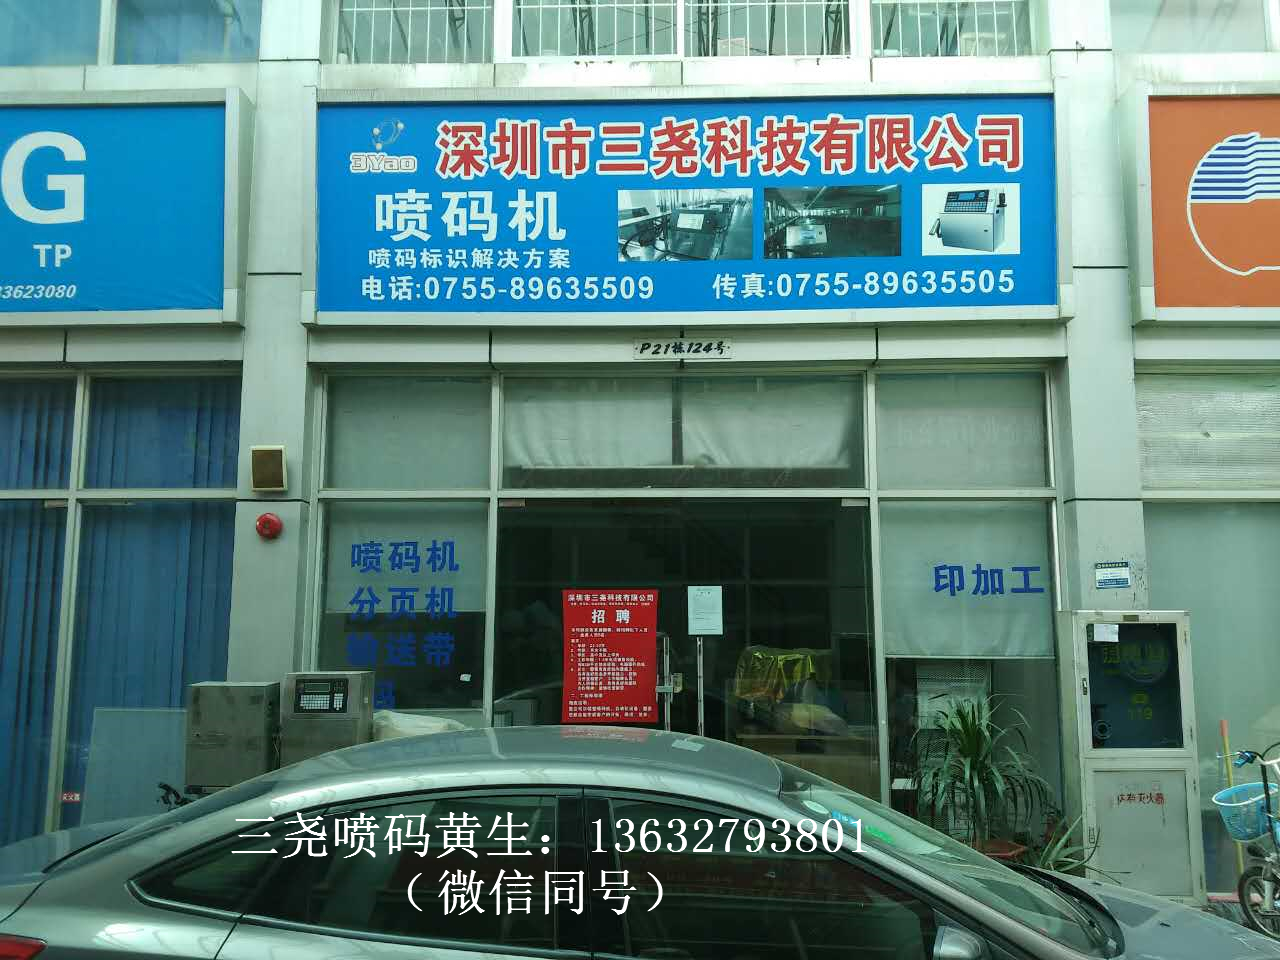 G
TP
33623080
3Yao
深圳市三尧科技有限公司
喷码机
喷码标识解决方案
电话:0755-89635509
传真:0755-89635505
P21栋124号
喷码机
分页机
输送带
印加工
深圳市三尧科技有限公司
招聘
119
三尧喷码黄生：13632793801
（微信同号）